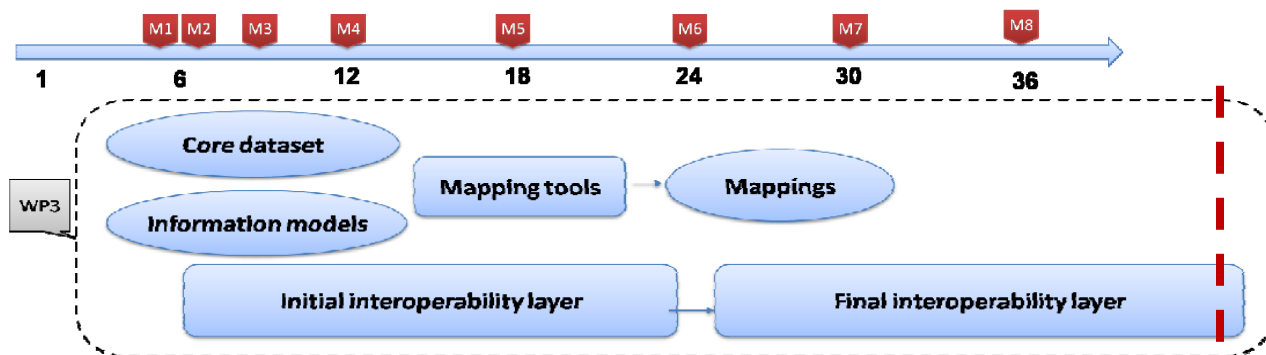 M1 M2 M3 M4 M5 M6 M7 M8
1 6 12 18 24 30 36
Core dataset
Mapping tools Mappings
WP3
Information models
Initial interoperability layer Final interoperability layer